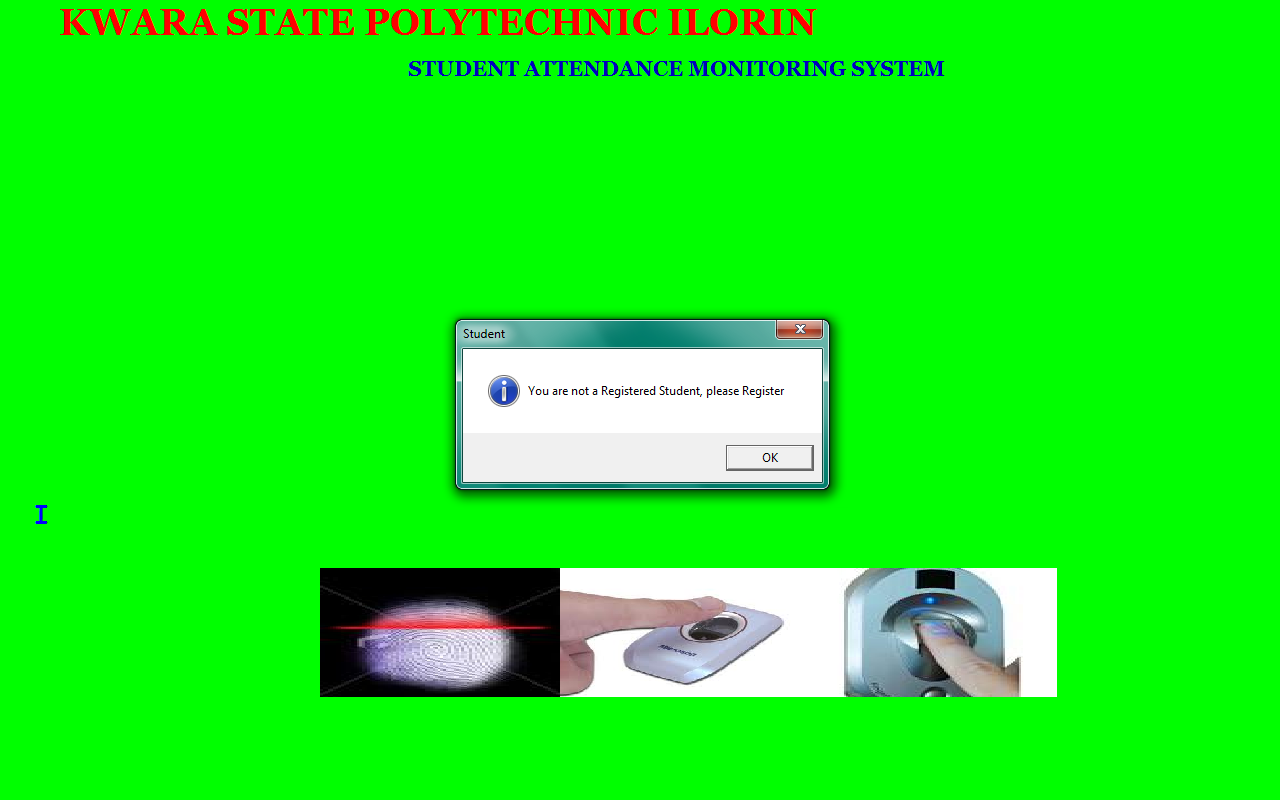 KWARA STATE POLYTECHNIC ILORIN
STUDENT ATTENDANCE MONITORING SYSTEM
Student
You are not a Registered Student, please Register
OK
I